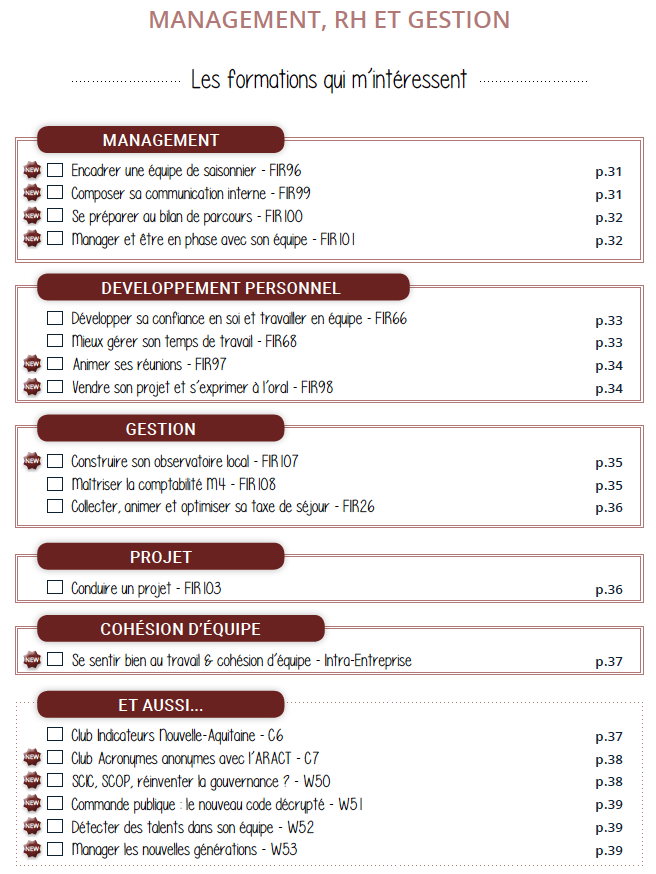 MANAGEMENT, RH ET GESTION
Les formations qui m'intéressent
MANAGEMENT
NEW Encadrer une équipe de saisonnier - FIR96 p.31
NEW Composer sa communication interne - FIR99 p.31
NEW Se préparer au bilan de parcours - FIR100 p.32
NEW Manager et être en phase avec son équipe - FIR101 p.32
DEVELOPPEMENT PERSONNEL
Développer sa confiance en soi et travailler en équipe - FIR66 p.33
Mieux gérer son temps de travail - FIR68 p.33
NEW Animer ses réunions - FIR97 p.34
NEW Vendre son projet et s'exprimer à l'oral - FIR98 p.34
GESTION
NEW Construire son observatoire local - FIR107 p.35
Maîtriser la comptabilité M4 - FIR108 p.35
Collecter, animer et optimiser sa taxe de séjour - FIR26 p.36
PROJET
Conduire un projet - FIR103 p.36
COHÉSION D'ÉQUIPE
NEW Se sentir bien au travail & cohésion d'équipe - Intra-Entreprise p.37
ET AUSSI...
Club Indicateurs Nouvelle-Aquitaine - C6 p.37
NEW Club Acronymes anonymes avec l'ARACT - C7 p.38
NEW SCIC, SCOP, réinventer la gouvernance ? - W50 p.38
NEW Commande publique : le nouveau code décrypté - W51 p.39
NEW Détecter des talents dans son équipe - W52 p.39
NEW Manager les nouvelles générations - W53 p.39